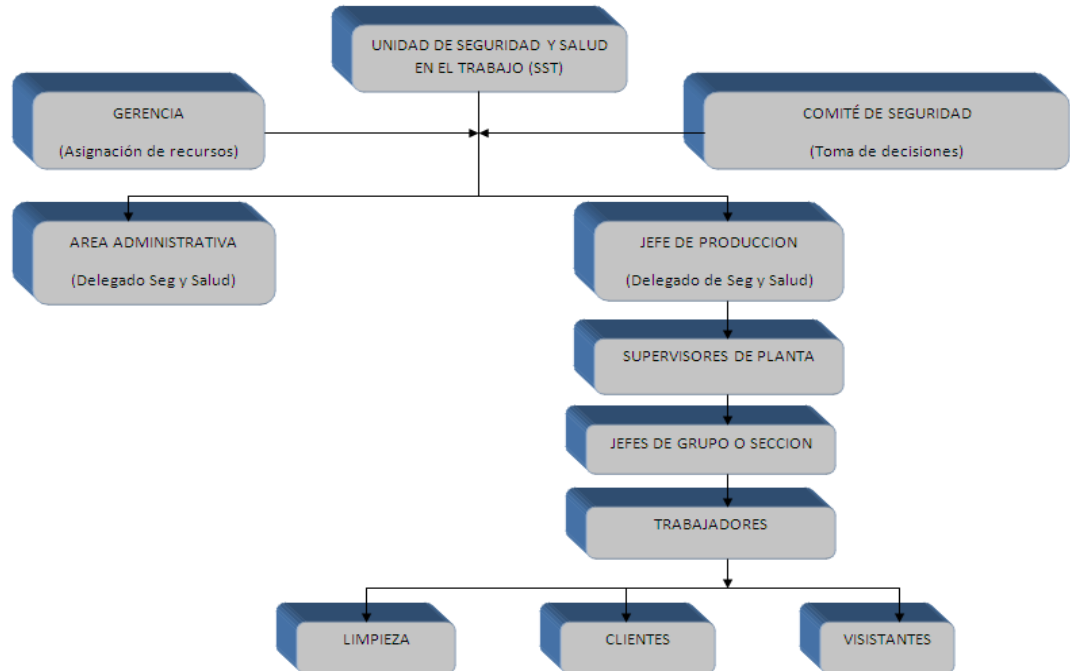 UNIDAD DE SEGURIDAD Y SALUD
EN EL TRABAJO (SST)
GERENCIA
(Asignación de recursos)
COMITÉ DE SEGURIDAD
(Toma de decisiones)
AREA ADMINISTRATIVA
(Delegado Seg y Salud)
JEFE DE PRODUCCION
(Delegado de Seg y Salud)
SUPERVISORES DE PLANTA
JEFES DE GRUPO O SECCION
TRABAJADORES
LIMPIEZA
CLIENTES
VISISTANTES